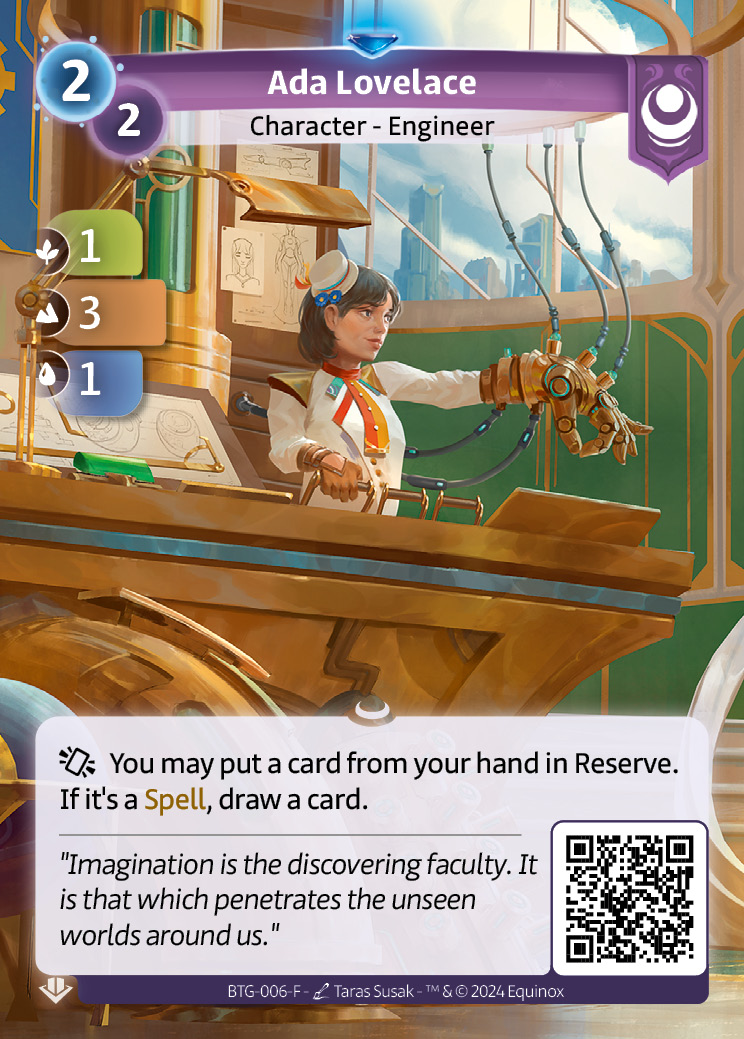 2
2
Ada Lovelace
Character - Engineer
1
3
1
You may put a card from your hand in Reserve.
If it's a Spell, draw a card.
"Imagination is the discovering faculty. It
is that which penetrates the unseen
worlds around us."
BTG-006-F - Taras Susak - ™ & © 2024 Equinox